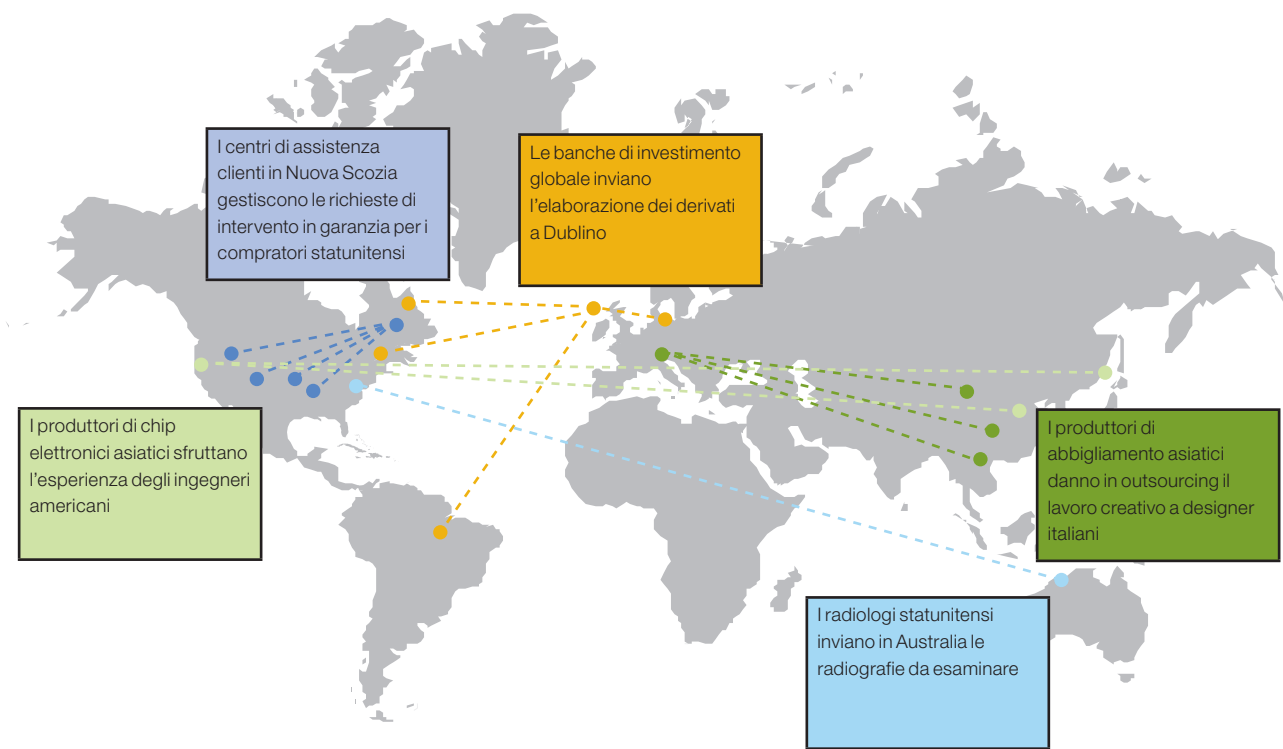 I centri di assistenza
clienti in Nuova Scozia
gestiscono le richieste di
intervento in garanzia per i
compratori statunitensi
Le banche di investimento
globale inviano
l'elaborazione dei derivati
a Dublino
I produttori di chip
elettronici asiatici sfruttano
l'esperienza degli ingegneri
americani
I produttori di
abbigliamento asiatici
danno in outsourcing il
lavoro creativo a designer
italiani
I radiologi statunitensi
inviano in Australia le
radiografie da esaminare